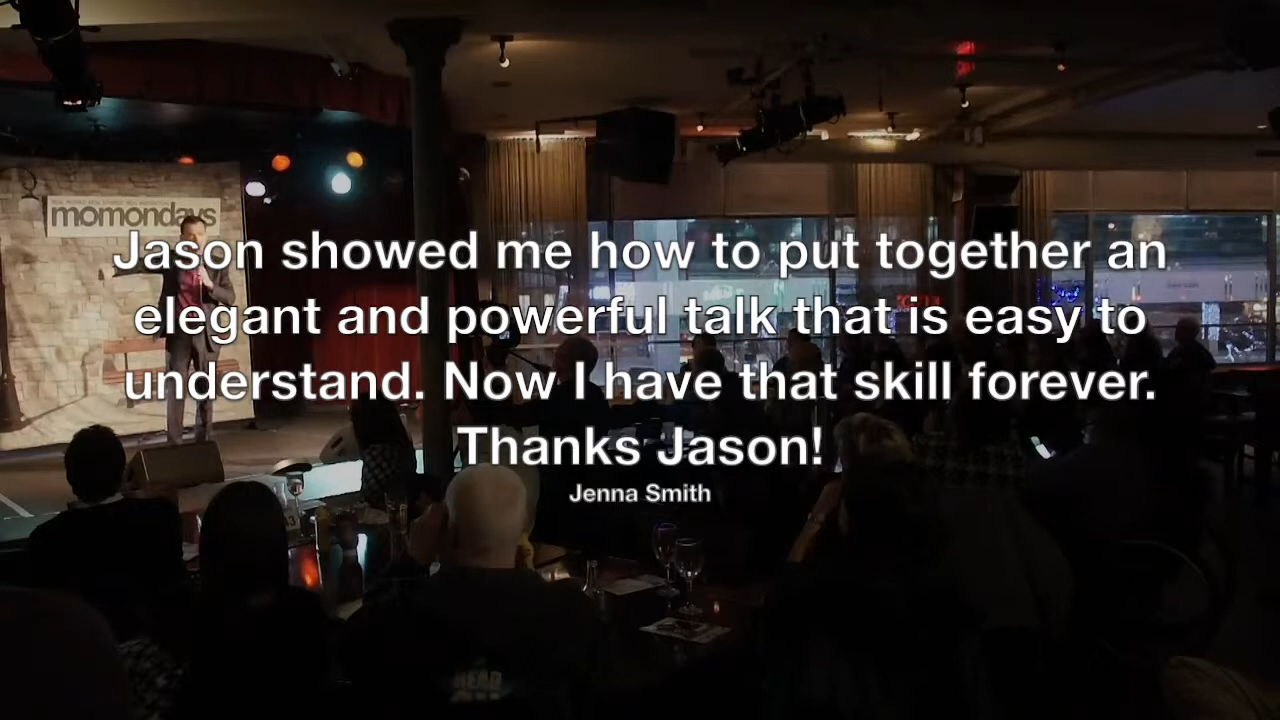 momondays
Jason showed me how to put together an
elegant and powerful talk that is easy to
understand. Now I have that skill forever.
Thanks Jason!
Jenna Smith
HEAD